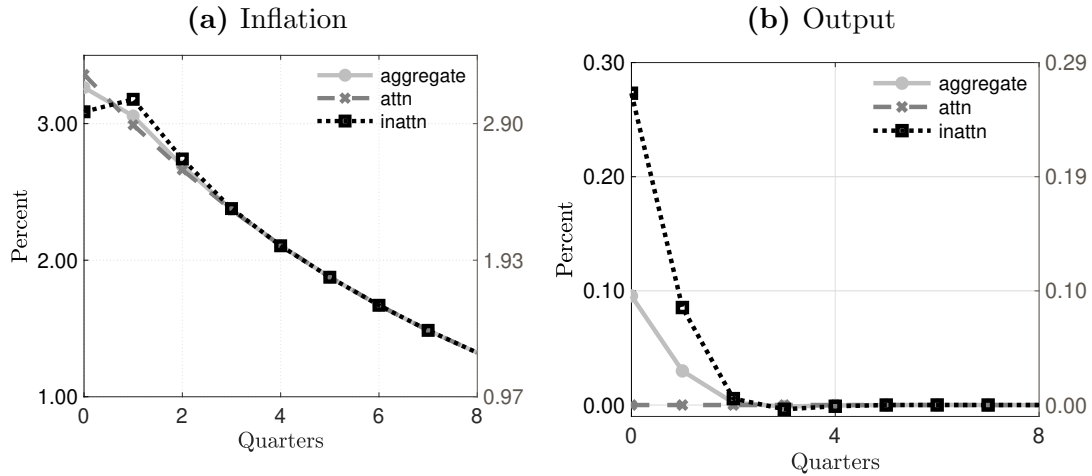 (a) Inflation
aggregate
attn
inattn
3.00
2.00
1.00
2.90
1.93
0.97
Percent
0 2 4 6 8
Quarters
(b) Output
aggregate
attn
inattn
0.30
0.20
0.10
0.00
0.29
0.19
0.10
0.00
Percent
0 4 8
Quarters